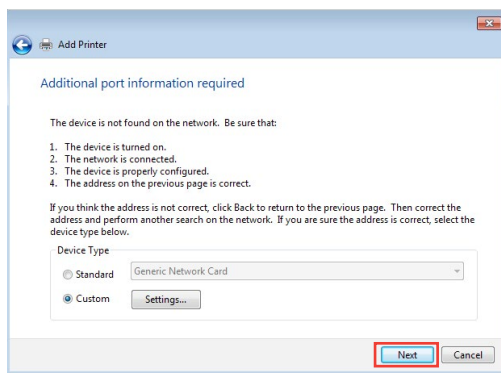 Add Printer
Additional port information required
The device is not found on the network. Be sure that:
1. The device is turned on.
2. The network is connected.
3. The device is properly configured.
4. The address on the previous page is correct.
If you think the address is not correct, click Back to return to the previous page. Then correct the
address and perform another search on the network. If you are sure the address is correct, select the
device type below.
Device Type
Standard Generic Network Card
Custom Settings...
Next Cancel